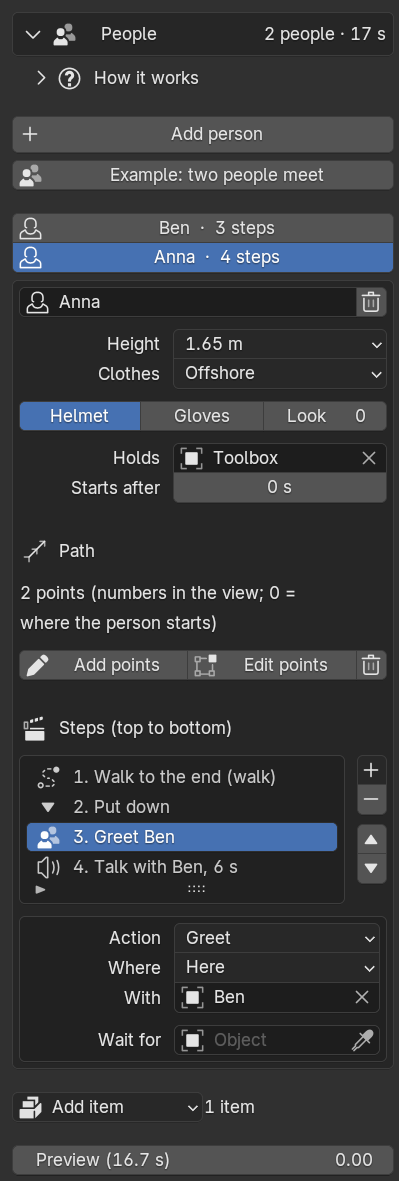 People 2 people · 17 s
How it works
Add person
Example: two people meet
Ben · 3 steps
Anna · 4 steps
Anna
Height 1.65 m
Clothes Offshore
Helmet Gloves Look 0
Holds Toolbox
Starts after 0 s
Path
2 points (numbers in the view; 0 =
where the person starts)
Add points Edit points
Steps (top to bottom)
1. Walk to the end (walk)
2. Put down
3. Greet Ben
4. Talk with Ben, 6 s
Action Greet
Where Here
With Ben
Wait for Object
Add item 1 item
Preview (16.7 s) 0.00